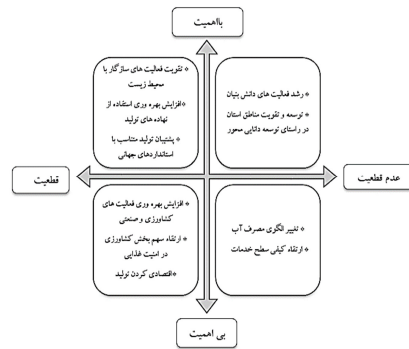 بااهمیت
* رشد فعالیت های دانش بنیان
* توسعه و تقویت مناطق استان
در راستای توسعه دانایی محور
* تقویت فعالیت های سازگار با
محیط زیست
* افزایش بهره وری استفاده از
نهاده های تولید
* پشتیبان تولید متناسب با
استانداردهای جهانی
عدم قطعیت
قطعیت
* تغییر الگوی مصرف آب
* ارتقاء کیفی سطح خدمات
* افزایش بهره وری فعالیت های
کشاورزی و صنعتی
* ارتقاء سهم بخش کشاورزی
در امنیت غذایی
*اقتصادی کردن تولید
بی اهمیت